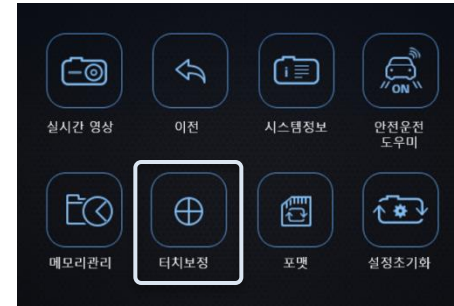 실시간 영상
이전
시스템정보
ON
안전운전
도우미
메모리관리
터치보정
포맷
설정초기화